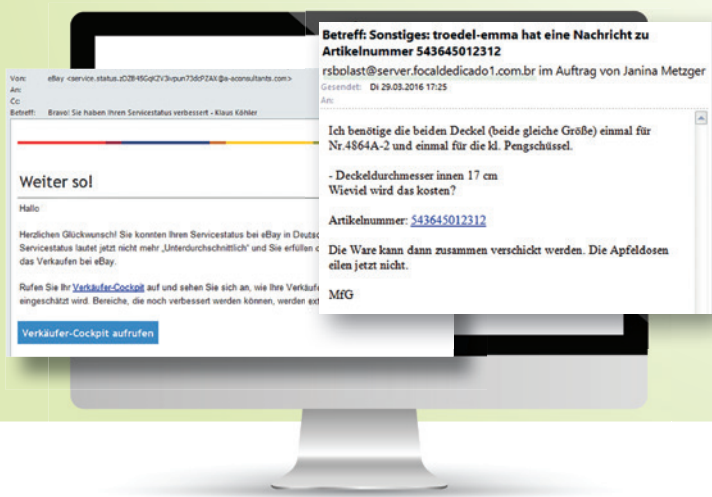 Von: eBay <service.status.
An:
Cc:
Betreff: Bravo! Sie haben Ihren Servicestatus verbessert - Klaus Köhler
Weiter so!
Hallo
Herzlichen Glückwunsch! Sie konnten Ihren Servicestatus bei eBay in Deutsc
Servicestatus lautet jetzt nicht mehr „Unterdurchschnittlich“ und Sie erfüllen
das Verkaufen bei eBay.
Rufen Sie Ihr Verkäufer-Cockpit auf und sehen Sie sich an, wie Ihre Verkäufe
eingeschätzt wird. Bereiche, die noch verbessert werden können, werden ext
Verkäufer-Cockpit aufrufen
Betreff: Sonstiges: troedel-emma hat eine Nachricht zu
Artikelnummer 543645012312
rsbolast@server.focaldedicado1.com.br im Auftrag von Janina Metzger
Gesendet: Di 29.03.2016 17:25
An:
Ich benötige die beiden Deckel (beide gleiche Größe) einmal für
Nr.4864A-2 und einmal für die kl. Pengschüssel.
- Deckeldurchmesser innen 17 cm
Wieviel wird das kosten?
Artikelnummer: 543645012312
Die Ware kann dann zusammen verschickt werden. Die Apfeldosen
eilen jetzt nicht.
MfG